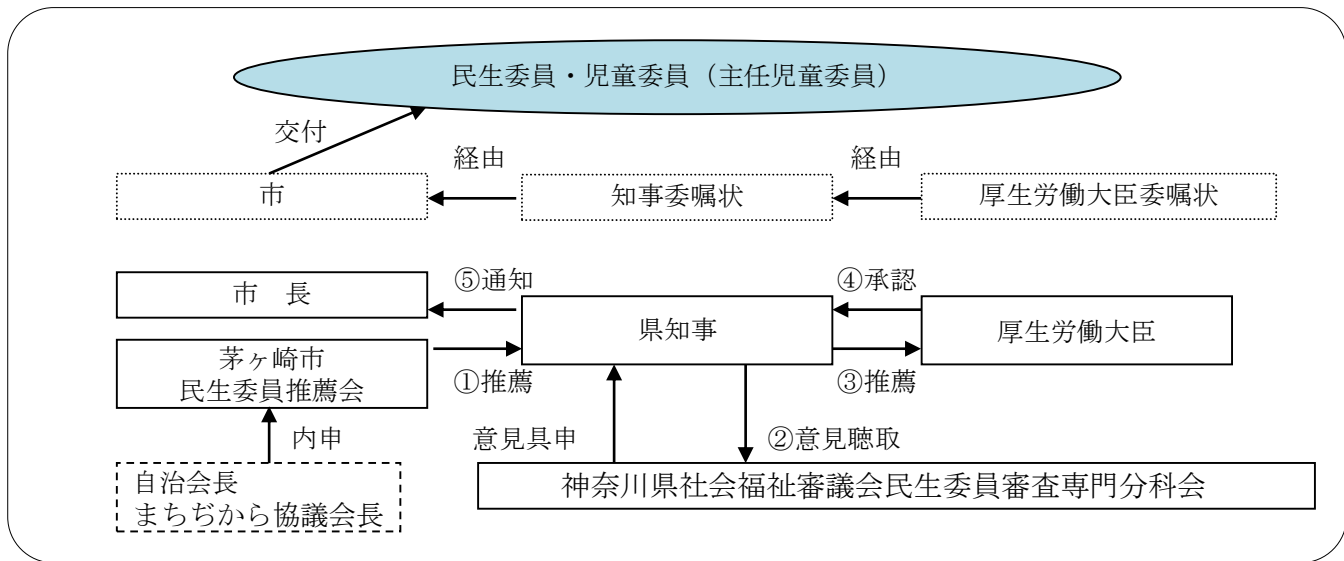 民生委員・児童委員（主任児童委員）
交付
経由
経由
市
知事委嘱状
厚生労働大臣委嘱状
⑤通知
④承認
市　長
県知事
厚生労働大臣
茅ヶ崎市
民生委員推薦会
①推薦
③推薦
内申
意見具申
②意見聴取
自治会長
まちぢから協議会長
神奈川県社会福祉審議会民生委員審査専門分科会